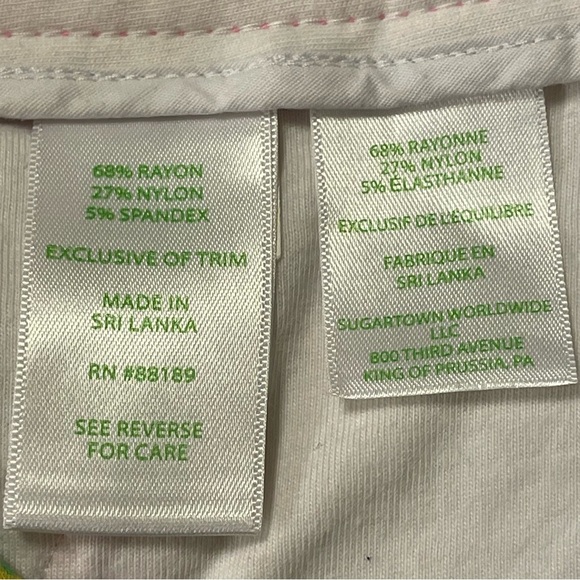 68% RAYON
27% NYLON
5% SPANDEX
EXCLUSIVE OF TRIM
MADE IN
SRI LANKA
RN #88189
SEE REVERSE
FOR CARE
68% RAYONNE
27% NYLON
5% ÉLASTHANNE
EXCLUSIF DE L'EQUILIBRE
FABRIQUE EN
SRI LANKA
SUGARTOWN WORLDWIDE
LLC
800 THIRD AVENUE
KING OF PRUSSIA, PA